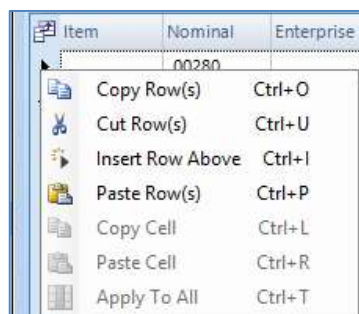 Item Nominal Enterprise
00280
Copy Row(s) Ctrl+O
Cut Row(s) Ctrl+U
Insert Row Above Ctrl+I
Paste Row(s) Ctrl+P
Copy Cell Ctrl+L
Paste Cell Ctrl+R
Apply To All Ctrl+T